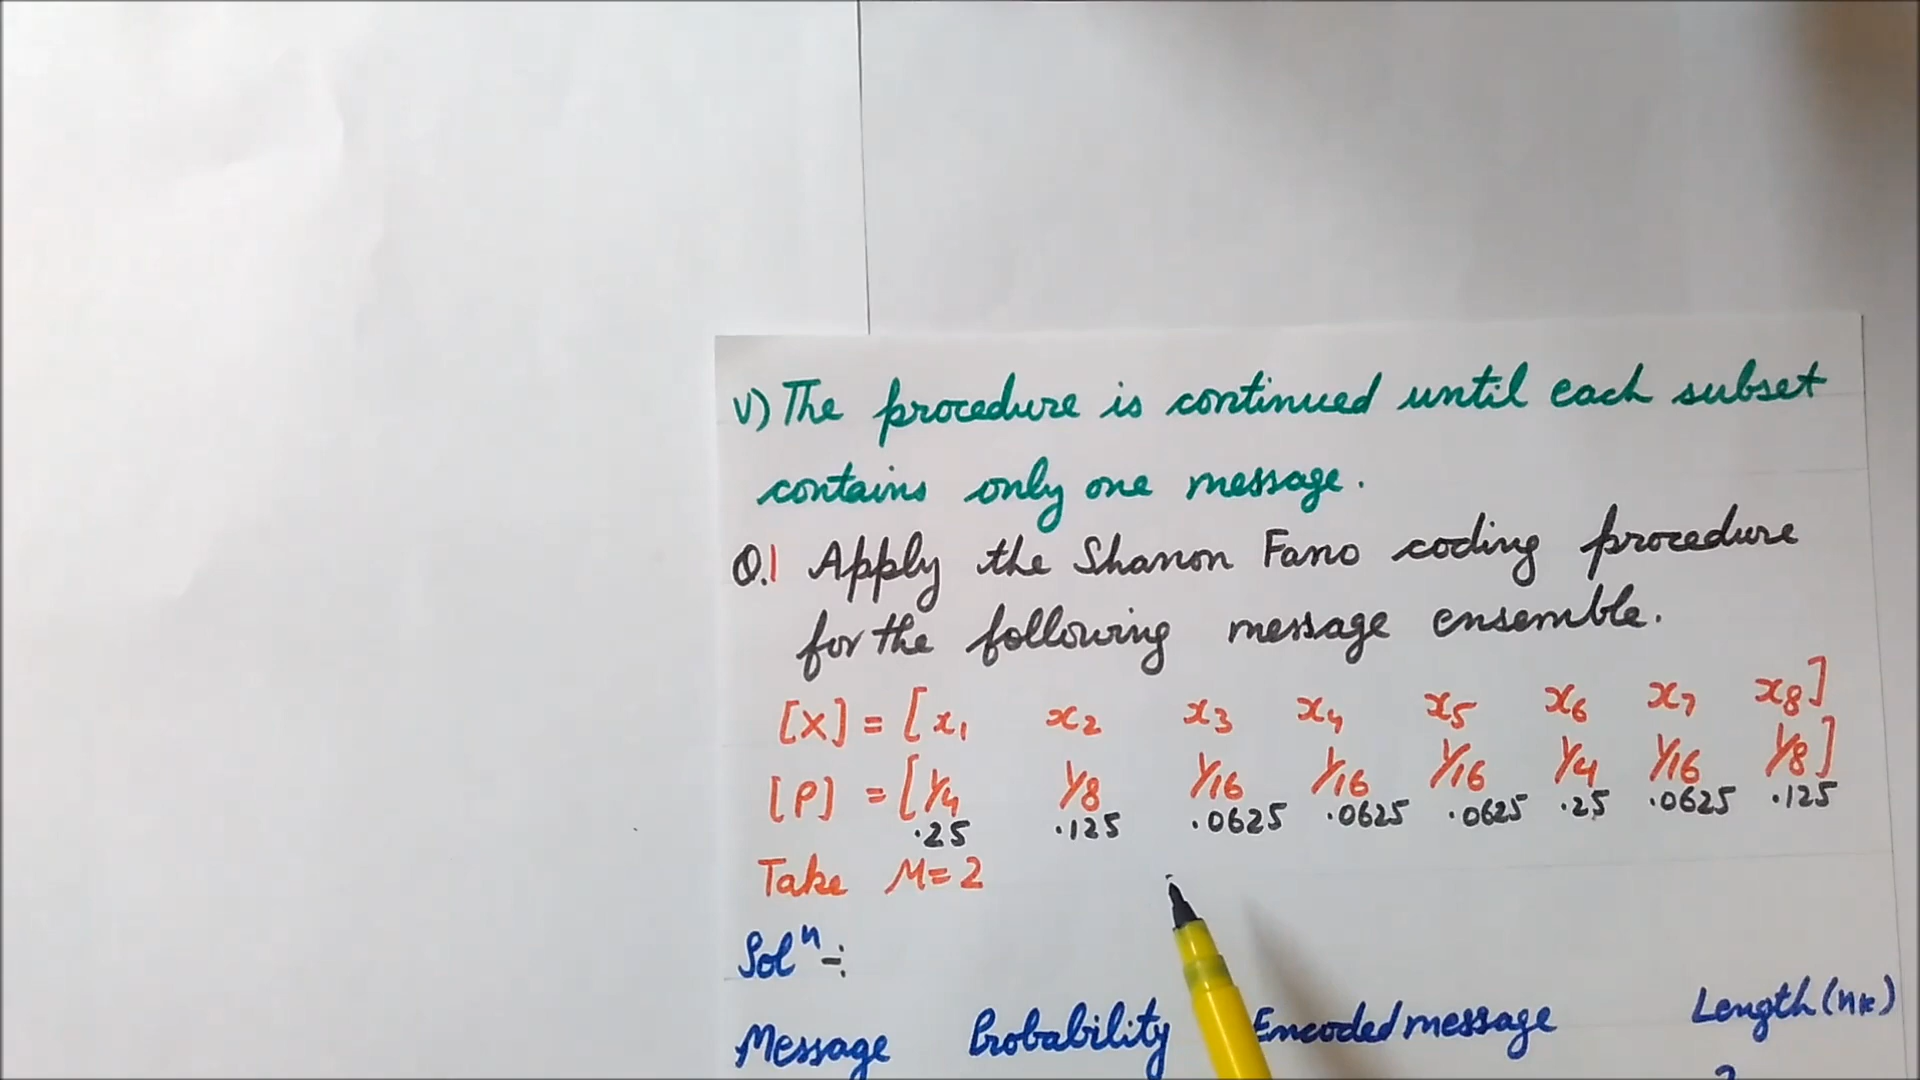 V) The procedure is continued until each subset
contains only one message.
Q.1 Apply the Shanon Fano coding procedure
for the following message ensemble.
[X] = [x1 x2 x3 x4 x5 x6 x7 x8]
[P] = [1/4 1/8 1/16 1/16 1/16 1/4 1/16 1/8]
.25 .125 .0625 .0625 .0625 .25 .0625 .125
Take M=2
Solⁿ -:
Message Probability Encoded message Length (nk)